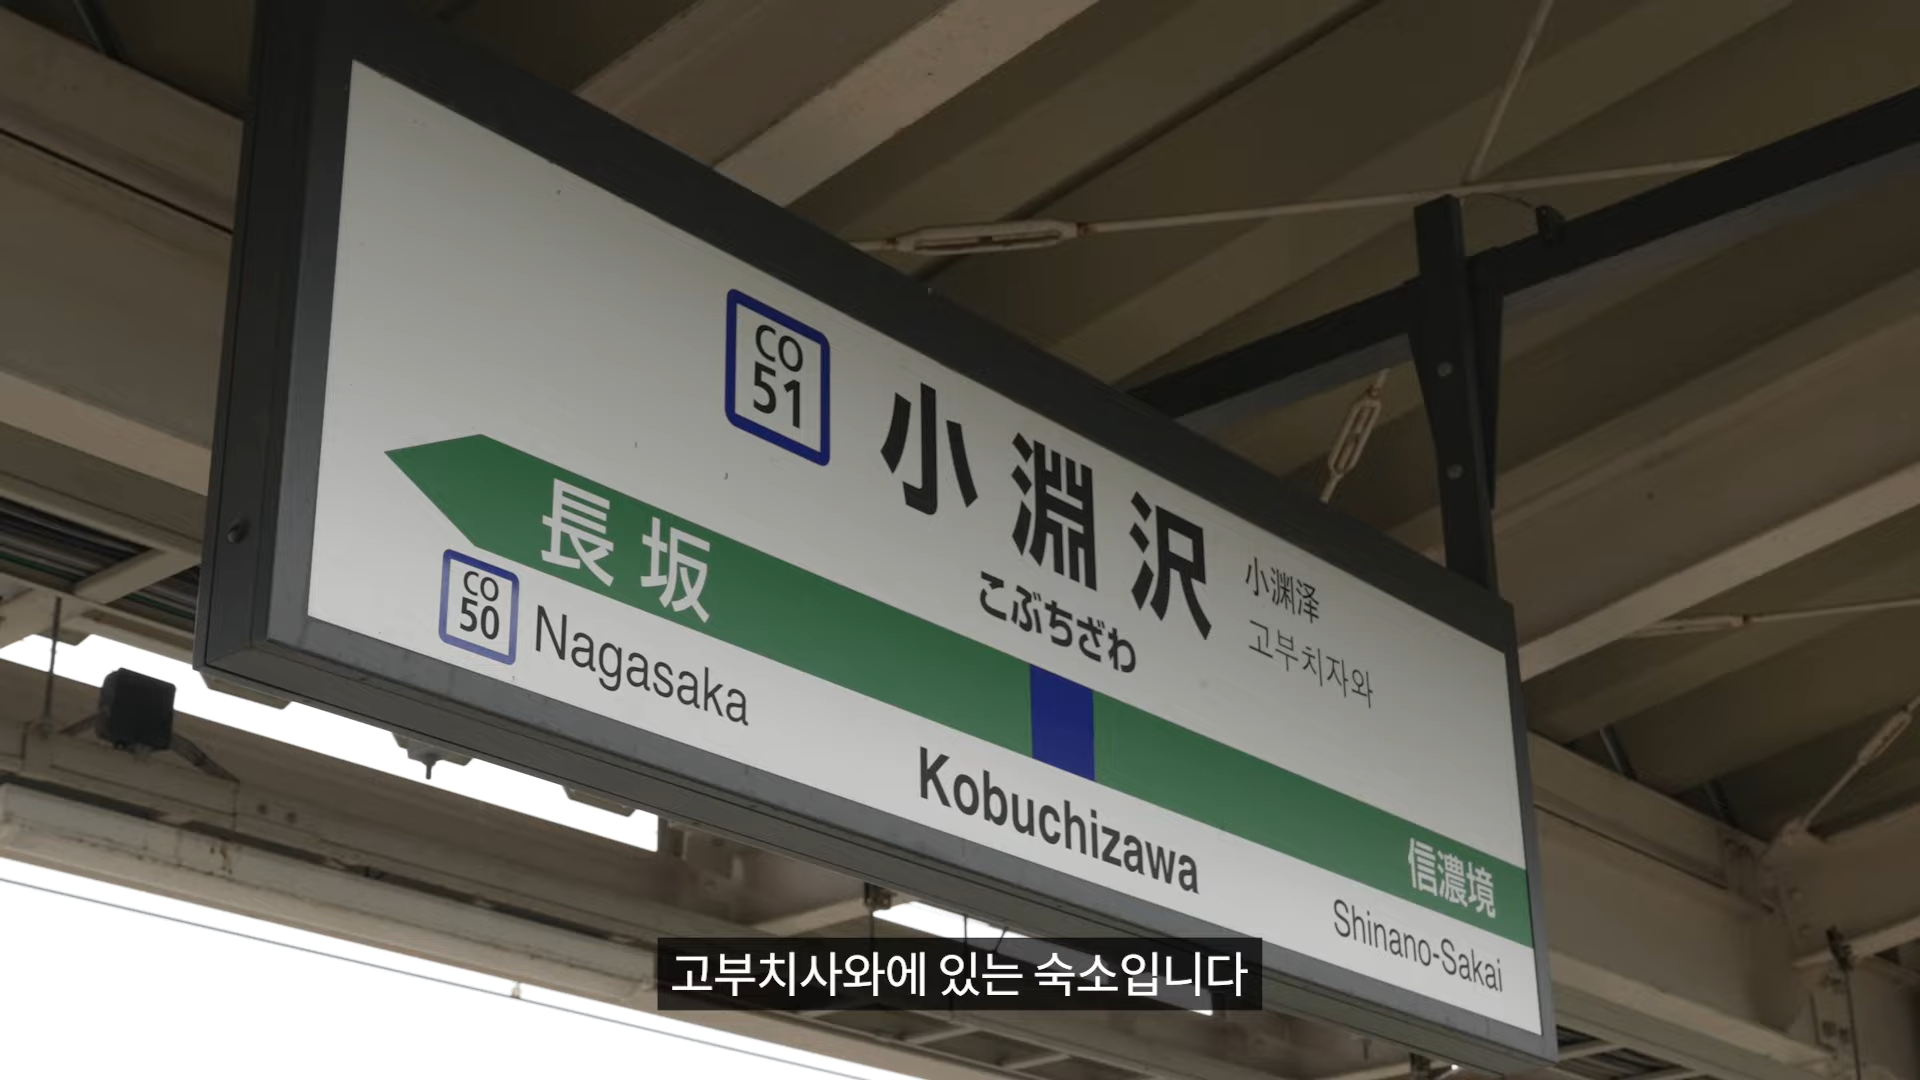 CO
51
小淵沢
こぶちざわ
小渊泽
고부치자와
長坂
CO
50
Nagasaka
Kobuchizawa
信濃境
Shinano-Sakai
고부치사와에 있는 숙소입니다